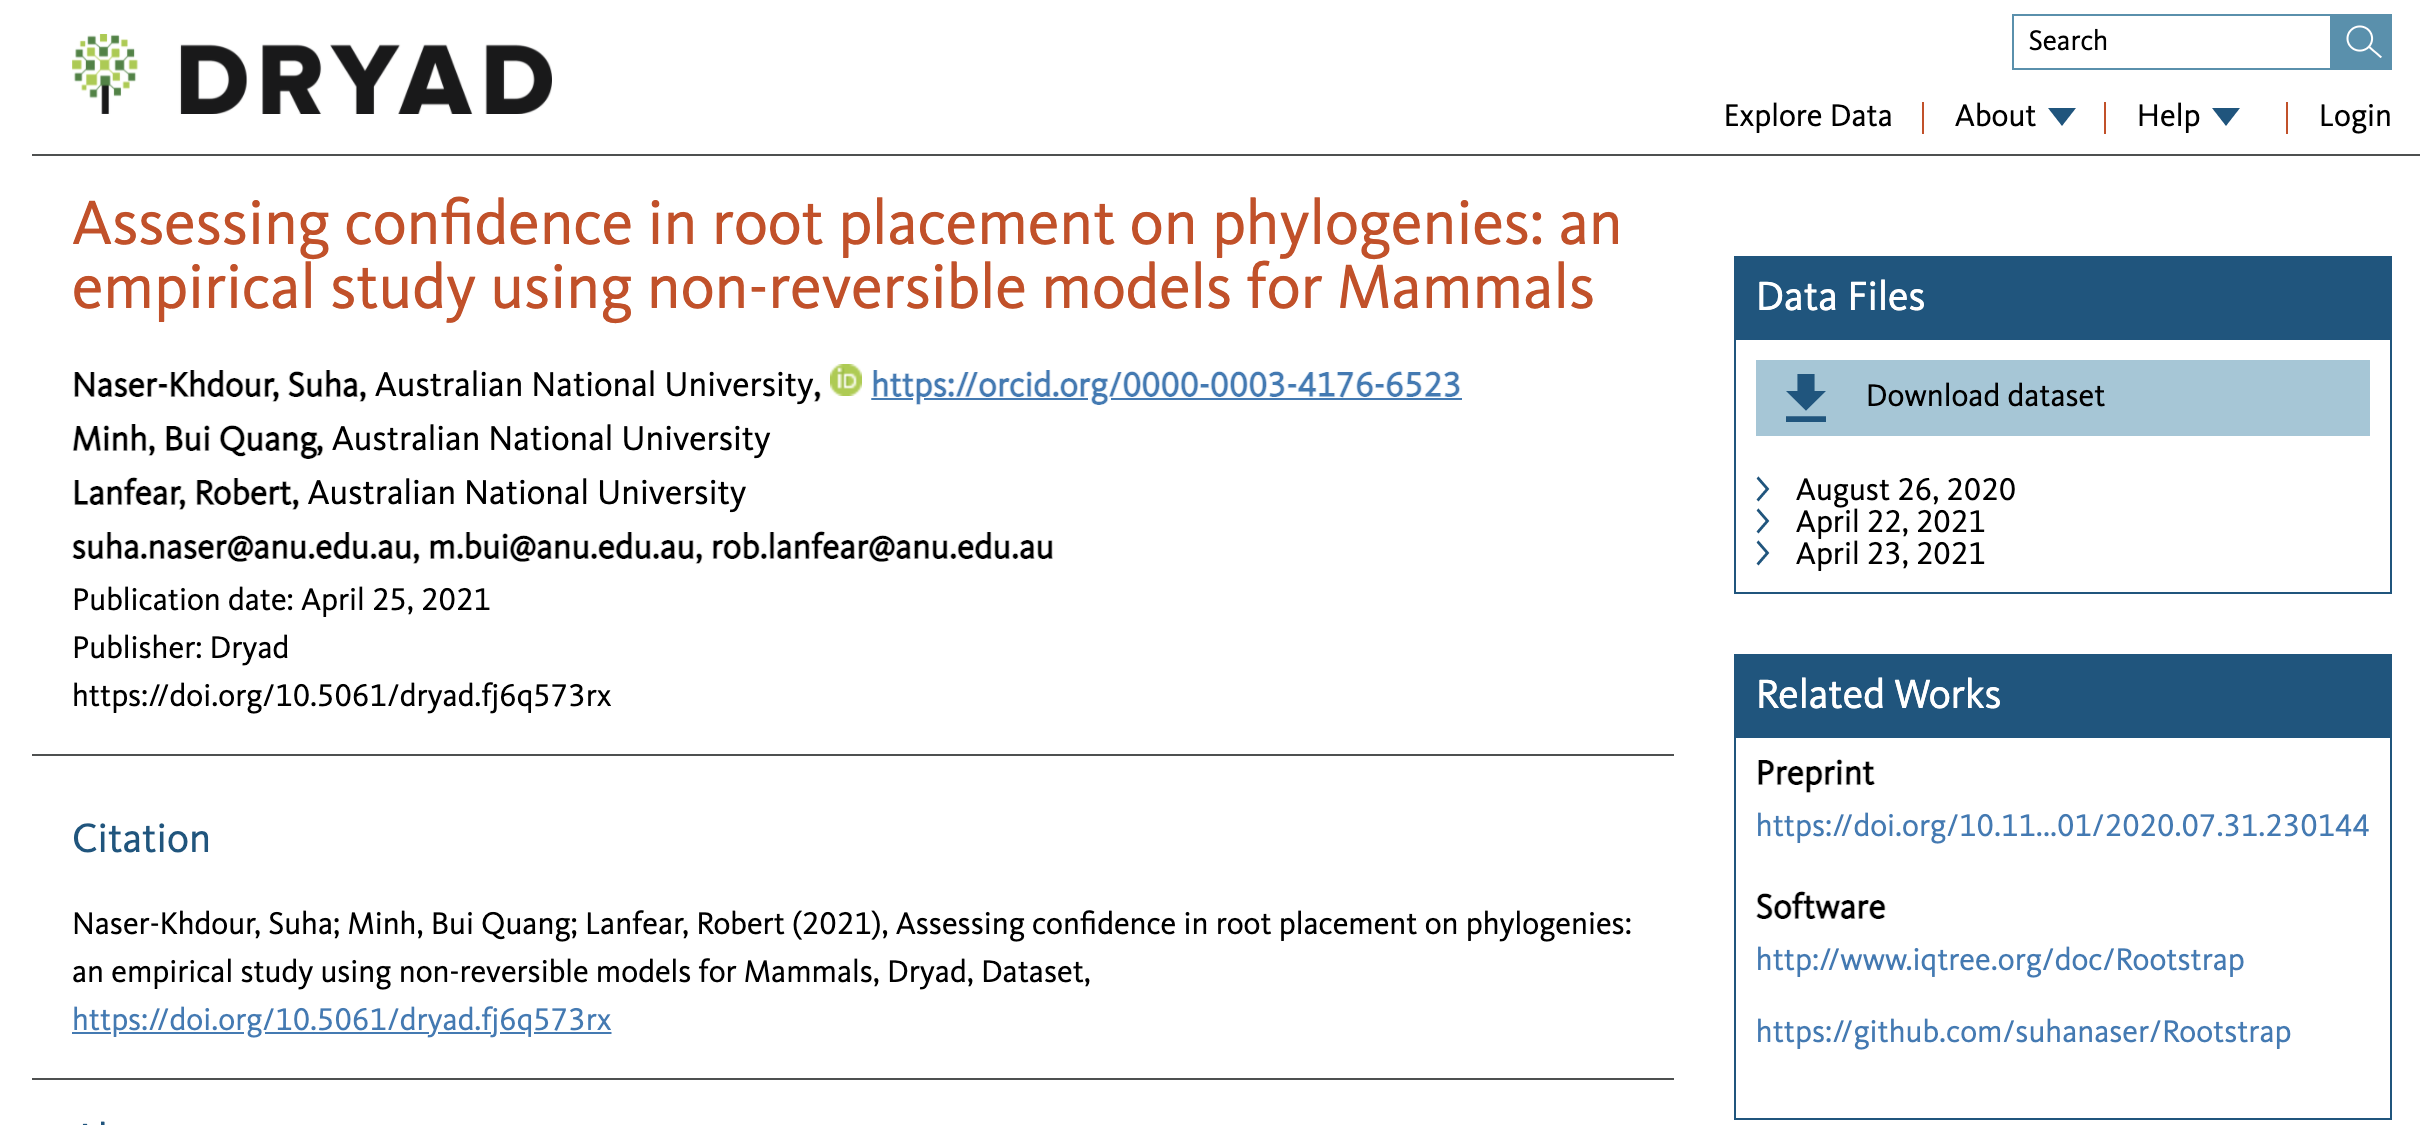 DRYAD
Search
Explore Data | About | Help | Login
Assessing confidence in root placement on phylogenies: an
empirical study using non-reversible models for Mammals
Naser-Khdour, Suha, Australian National University, iD https://orcid.org/0000-0003-4176-6523
Minh, Bui Quang, Australian National University
Lanfear, Robert, Australian National University
suha.naser@anu.edu.au, m.bui@anu.edu.au, rob.lanfear@anu.edu.au
Publication date: April 25, 2021
Publisher: Dryad
https://doi.org/10.5061/dryad.fj6q573rx
Citation
Naser-Khdour, Suha; Minh, Bui Quang; Lanfear, Robert (2021), Assessing confidence in root placement on phylogenies:
an empirical study using non-reversible models for Mammals, Dryad, Dataset,
https://doi.org/10.5061/dryad.fj6q573rx
Data Files
Download dataset
August 26, 2020
April 22, 2021
April 23, 2021
Related Works
Preprint
https://doi.org/10.11...01/2020.07.31.230144
Software
http://www.iqtree.org/doc/Rootstrap
https://github.com/suhanaser/Rootstrap